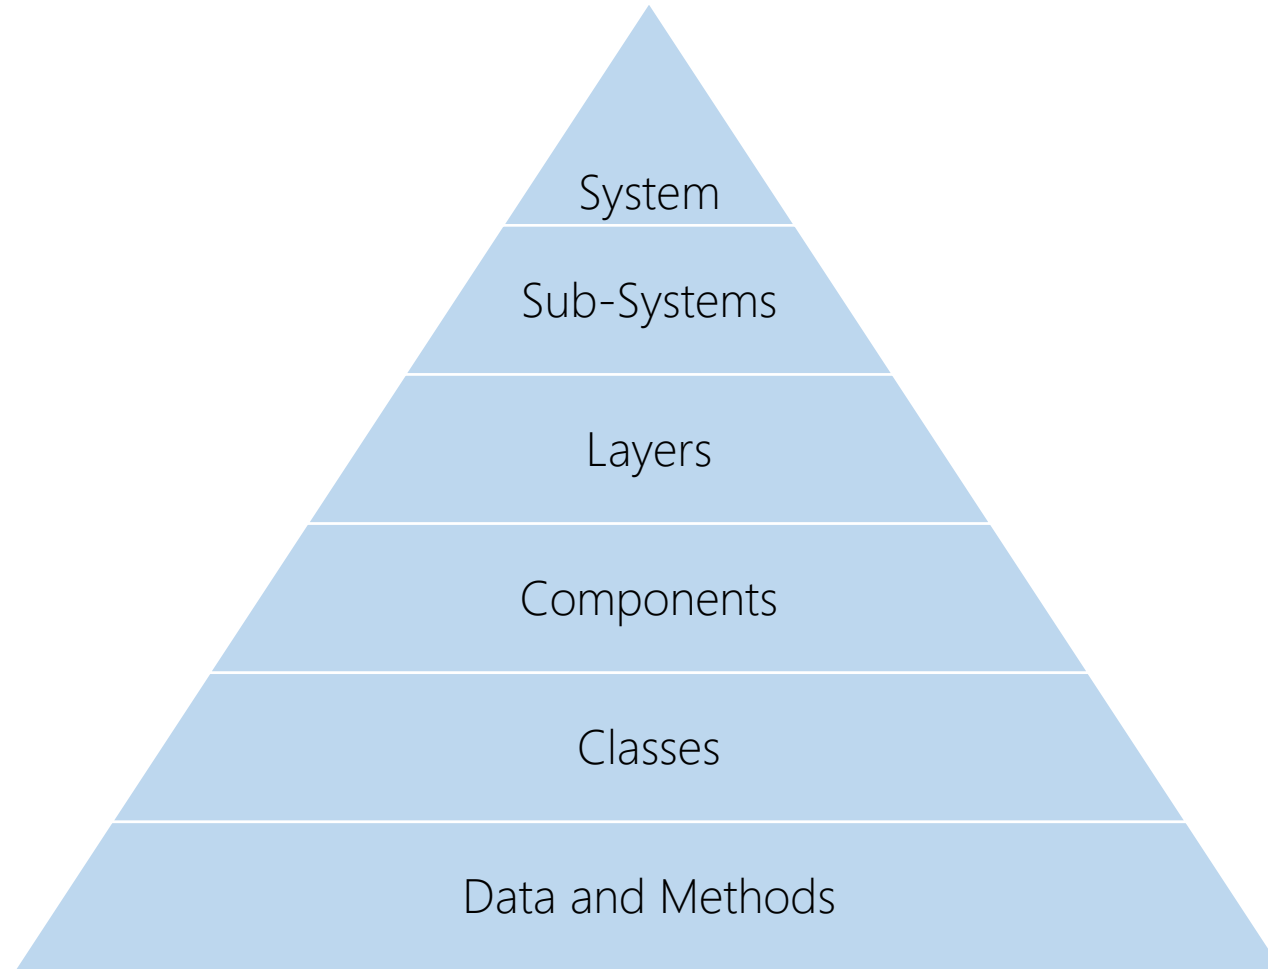 System
Sub-Systems
Layers
Components
Classes
Data and Methods